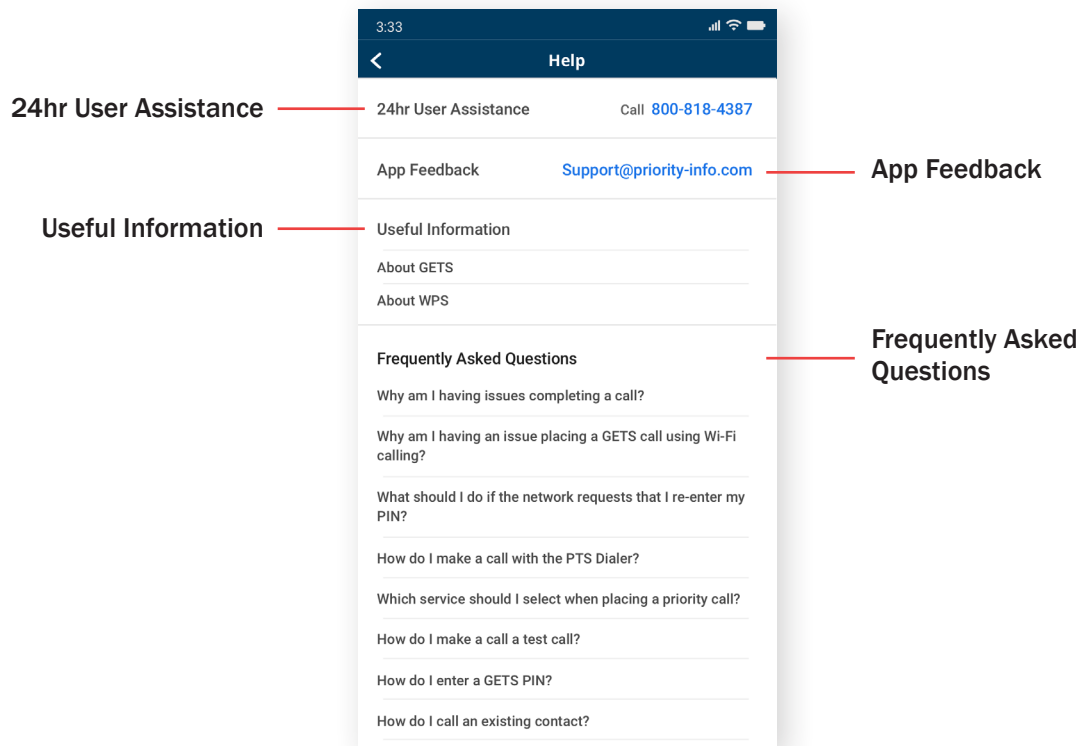 3:33
Help
24hr User Assistance
24hr User Assistance
Call 800-818-4387
App Feedback
Support@priority-info.com
App Feedback
Useful Information
Useful Information
About GETS
About WPS
Frequently Asked
Questions
Frequently Asked Questions
Why am I having issues completing a call?
Why am I having an issue placing a GETS call using Wi-Fi
calling?
What should I do if the network requests that I re-enter my
PIN?
How do I make a call with the PTS Dialer?
Which service should I select when placing a priority call?
How do I make a call a test call?
How do I enter a GETS PIN?
How do I call an existing contact?